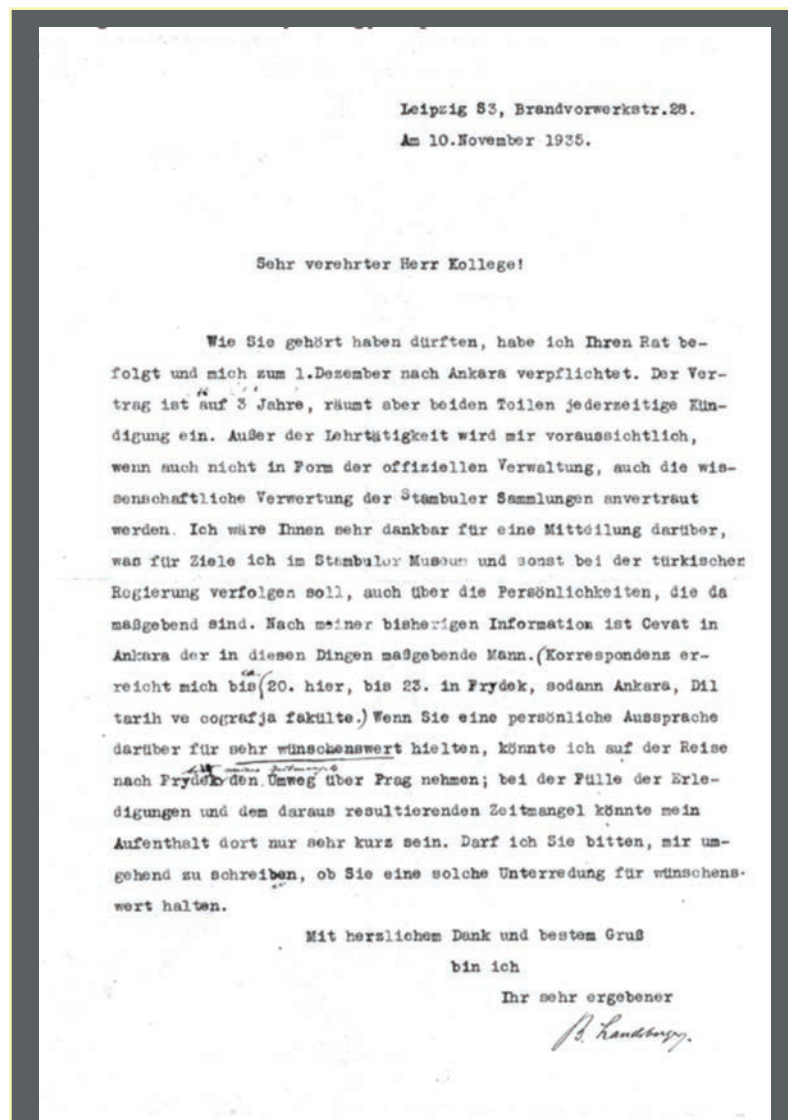 Leipzig S3, Brandvorwerkstr.28.
Am 10.November 1935.
Sehr verehrter Herr Kollege!
Wie Sie gehört haben dürften, habe ich Ihren Rat be-
folgt und mich zum 1.Dezember nach Ankara verpflichtet. Der Ver-
trag ist auf 3 Jahre, räumt aber beiden Teilen jederzeitige Kün-
digung ein. Außer der Lehrtätigkeit wird mir voraussichtlich,
wenn auch nicht in Form der offiziellen Verwaltung, auch die wis-
senschaftliche Verwertung der Stambuler Sammlungen anvertraut
werden. Ich wäre Ihnen sehr dankbar für eine Mitteilung darüber,
was für Ziele ich im Stambuler Museum und sonst bei der türkischen
Regierung verfolgen soll, auch über die Persönlichkeiten, die da
maßgebend sind. Nach meiner bisherigen Information ist Cevat in
Ankara der in diesen Dingen maßgebende Mann. (Korrespondenz er-
reicht mich bis ca. 20. hier, bis 23. in Frydek, sodann Ankara, Dil
tarih ve cografja fakülte.) Wenn Sie eine persönliche Aussprache
darüber für sehr wünschenswert hielten, könnte ich auf der Reise
nach Frydek den Umweg über Prag nehmen; bei der Fülle der Erle-
digungen und dem daraus resultierenden Zeitmangel könnte mein
Aufenthalt dort nur sehr kurz sein. Darf ich Sie bitten, mir um-
gehend zu schreiben, ob Sie eine solche Unterredung für wünschens-
wert halten.
Mit herzlichem Dank und bestem Gruß
bin ich
Ihr sehr ergebener
B. Landsberger.